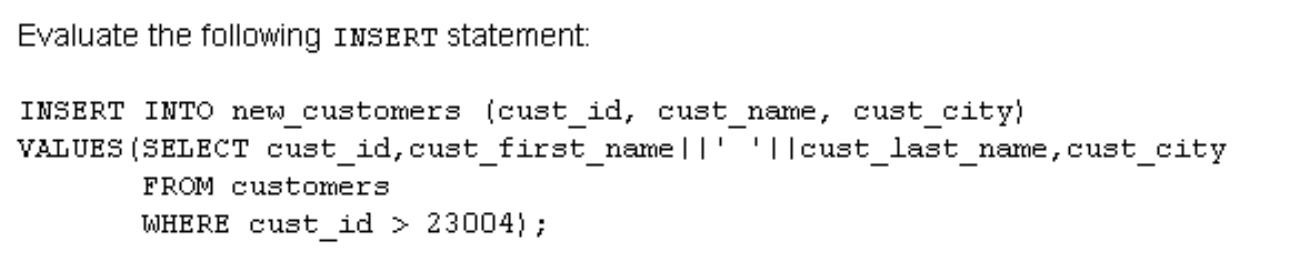 Evaluate the following INSERT statement:
INSERT INTO new_customers (cust_id, cust_name, cust_city)
VALUES(SELECT cust_id,cust_first_name||' '||cust_last_name,cust_city
FROM customers
WHERE cust_id > 23004);